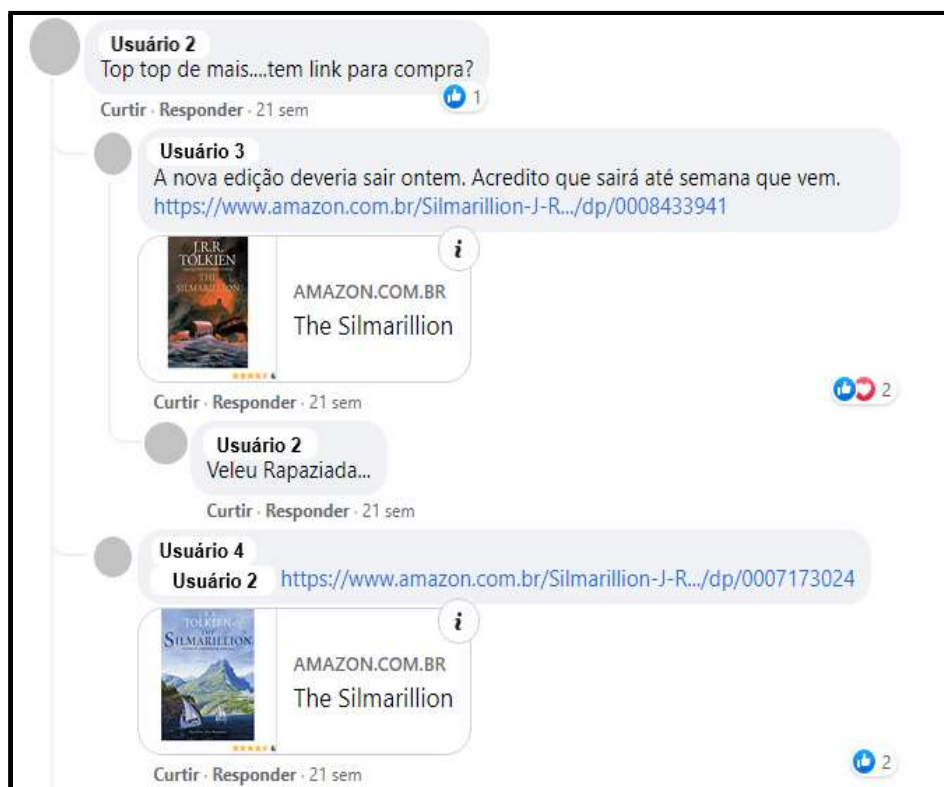 Usuário 2
Top top de mais....tem link para compra?
1
Curtir · Responder · 21 sem
Usuário 3
A nova edição deveria sair ontem. Acredito que sairá até semana que vem.
https://www.amazon.com.br/Silmarillion-J-R.../dp/0008433941
J.R.R.
TOLKIEN
THE
SILMARILLION
i
AMAZON.COM.BR
The Silmarillion
2
Curtir · Responder · 21 sem
Usuário 2
Veleu Rapaziada...
Curtir · Responder · 21 sem
Usuário 4
Usuário 2 https://www.amazon.com.br/Silmarillion-J-R.../dp/0007173024
TOLKIEN
THE
SILMARILLION
i
AMAZON.COM.BR
The Silmarillion
2
Curtir · Responder · 21 sem